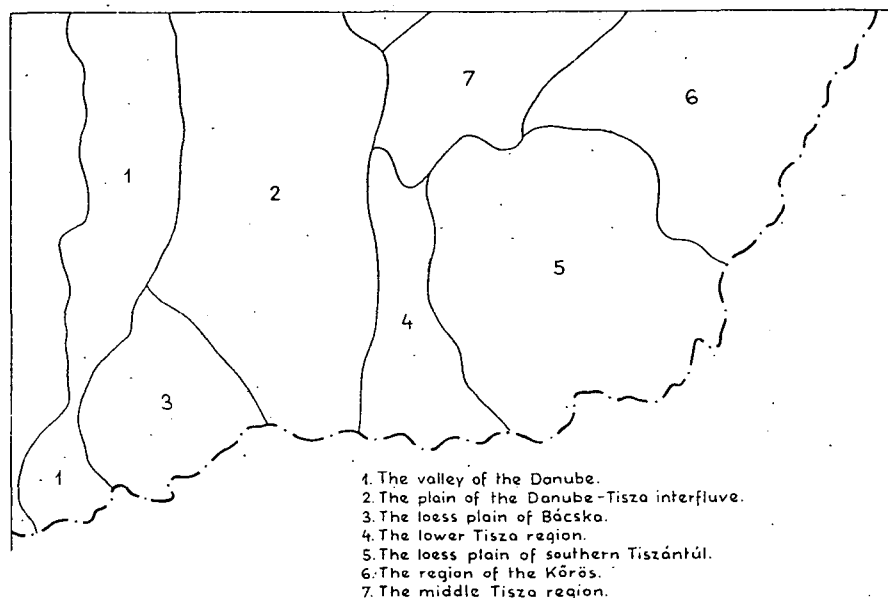 7
6
1
2
5
4
3
1
1. The valley of the Danube.
2. The plain of the Danube-Tisza interfluve.
3. The loess plain of Bácska.
4. The lower Tisza region.
5. The loess plain of southern Tiszántúl.
6. The region of the Kőrös.
7. The middle Tisza region.